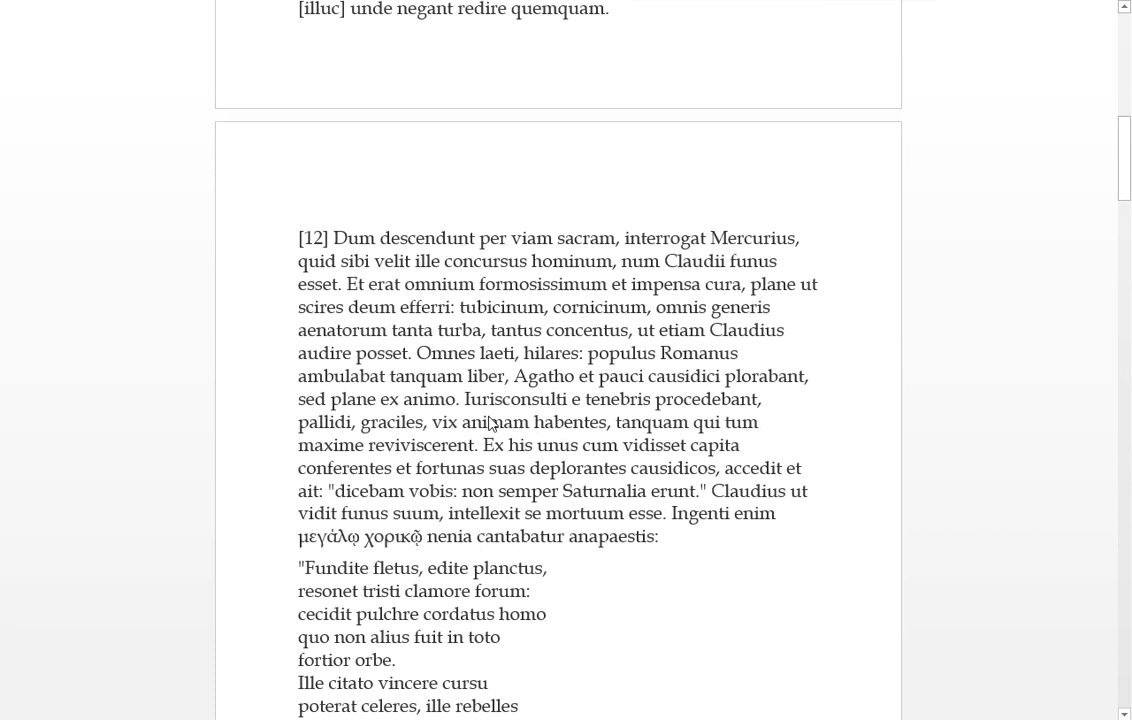 [illuc] unde negant redire quemquam.
[12] Dum descendunt per viam sacram, interrogat Mercurius,
quid sibi velit ille concursus hominum, num Claudii funus
esset. Et erat omnium formosissimum et impensa cura, plane ut
scires deum efferri: tubicinum, cornicinum, omnis generis
aenatorum tanta turba, tantus concentus, ut etiam Claudius
audire posset. Omnes laeti, hilares: populus Romanus
ambulabat tanquam liber, Agatho et pauci causidici plorabant,
sed plane ex animo. Iurisconsulti e tenebris procedebant,
pallidi, graciles, vix animam habentes, tanquam qui tum
maxime reviviscerent. Ex his unus cum vidisset capita
conferentes et fortunas suas deplorantes causidicos, accedit et
ait: "dicebam vobis: non semper Saturnalia erunt." Claudius ut
vidit funus suum, intellexit se mortuum esse. Ingenti enim
μεγάλῳ χορικῷ nenia cantabatur anapaestis:
"Fundite fletus, edite planctus,
resonet tristi clamore forum:
cecidit pulchre cordatus homo
quo non alius fuit in toto
fortior orbe.
Ille citato vincere cursu
poterat celeres, ille rebelles